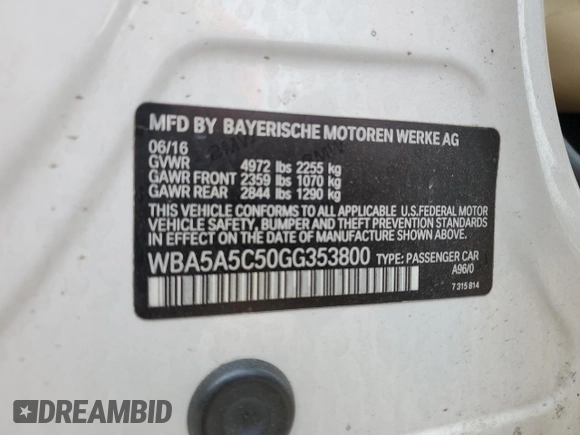 MFD BY BAYERISCHE MOTOREN WERKE AG
06/16
GVWR 4972 lbs 2255 kg
GAWR FRONT 2359 lbs 1070 kg
GAWR REAR 2844 lbs 1290 kg
THIS VEHICLE CONFORMS TO ALL APPLICABLE U.S.FEDERAL MOTOR
VEHICLE SAFETY, BUMPER AND THEFT PREVENTION STANDARDS
IN EFFECT ON THE DATE OF MANUFACTURE SHOWN ABOVE.
WBA5A5C50GG353800 TYPE: PASSENGER CAR
A96/0
7 315 814
DREAMBID